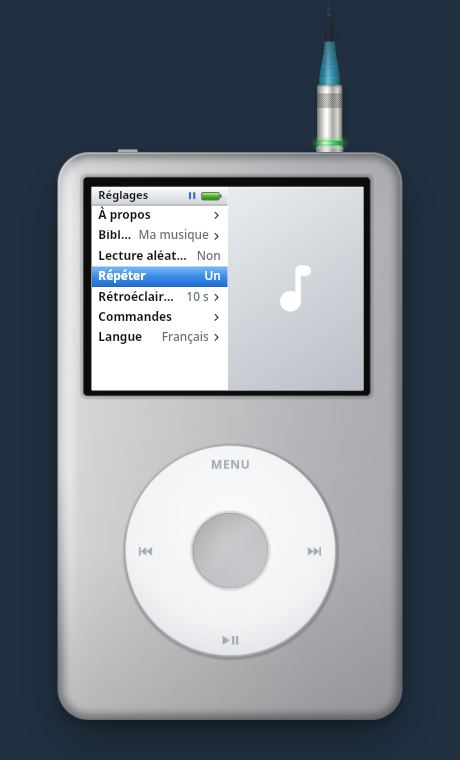 Réglages
À propos
Bibl... Ma musique
Lecture aléat... Non
Répéter Un
Rétroéclair... 10 s
Commandes
Langue Français
MENU